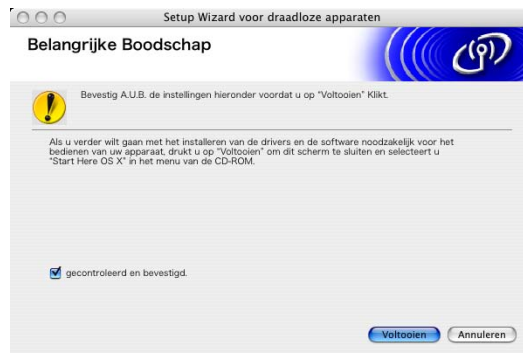 Setup Wizard voor draadloze apparaten
Belangrijke Boodschap
Bevestig A.U.B. de instellingen hieronder voordat u op "Voltooien" Klikt.
Als u verder wilt gaan met het installeren van de drivers en de software noodzakelijk voor het
bedienen van uw apparaat, drukt u op "Voltooien" om dit scherm te sluiten en selecteert u
"Start Here OS X" in het menu van de CD-ROM.
gecontroleerd en bevestigd.
Voltooien
Annuleren